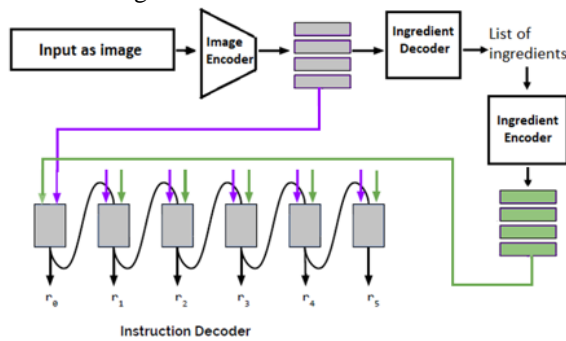 Input as image
Image
Encoder
Ingredient
Decoder
List of
ingredients
Ingredient
Encoder
r0
r1
r2
r3
r4
r5
Instruction Decoder